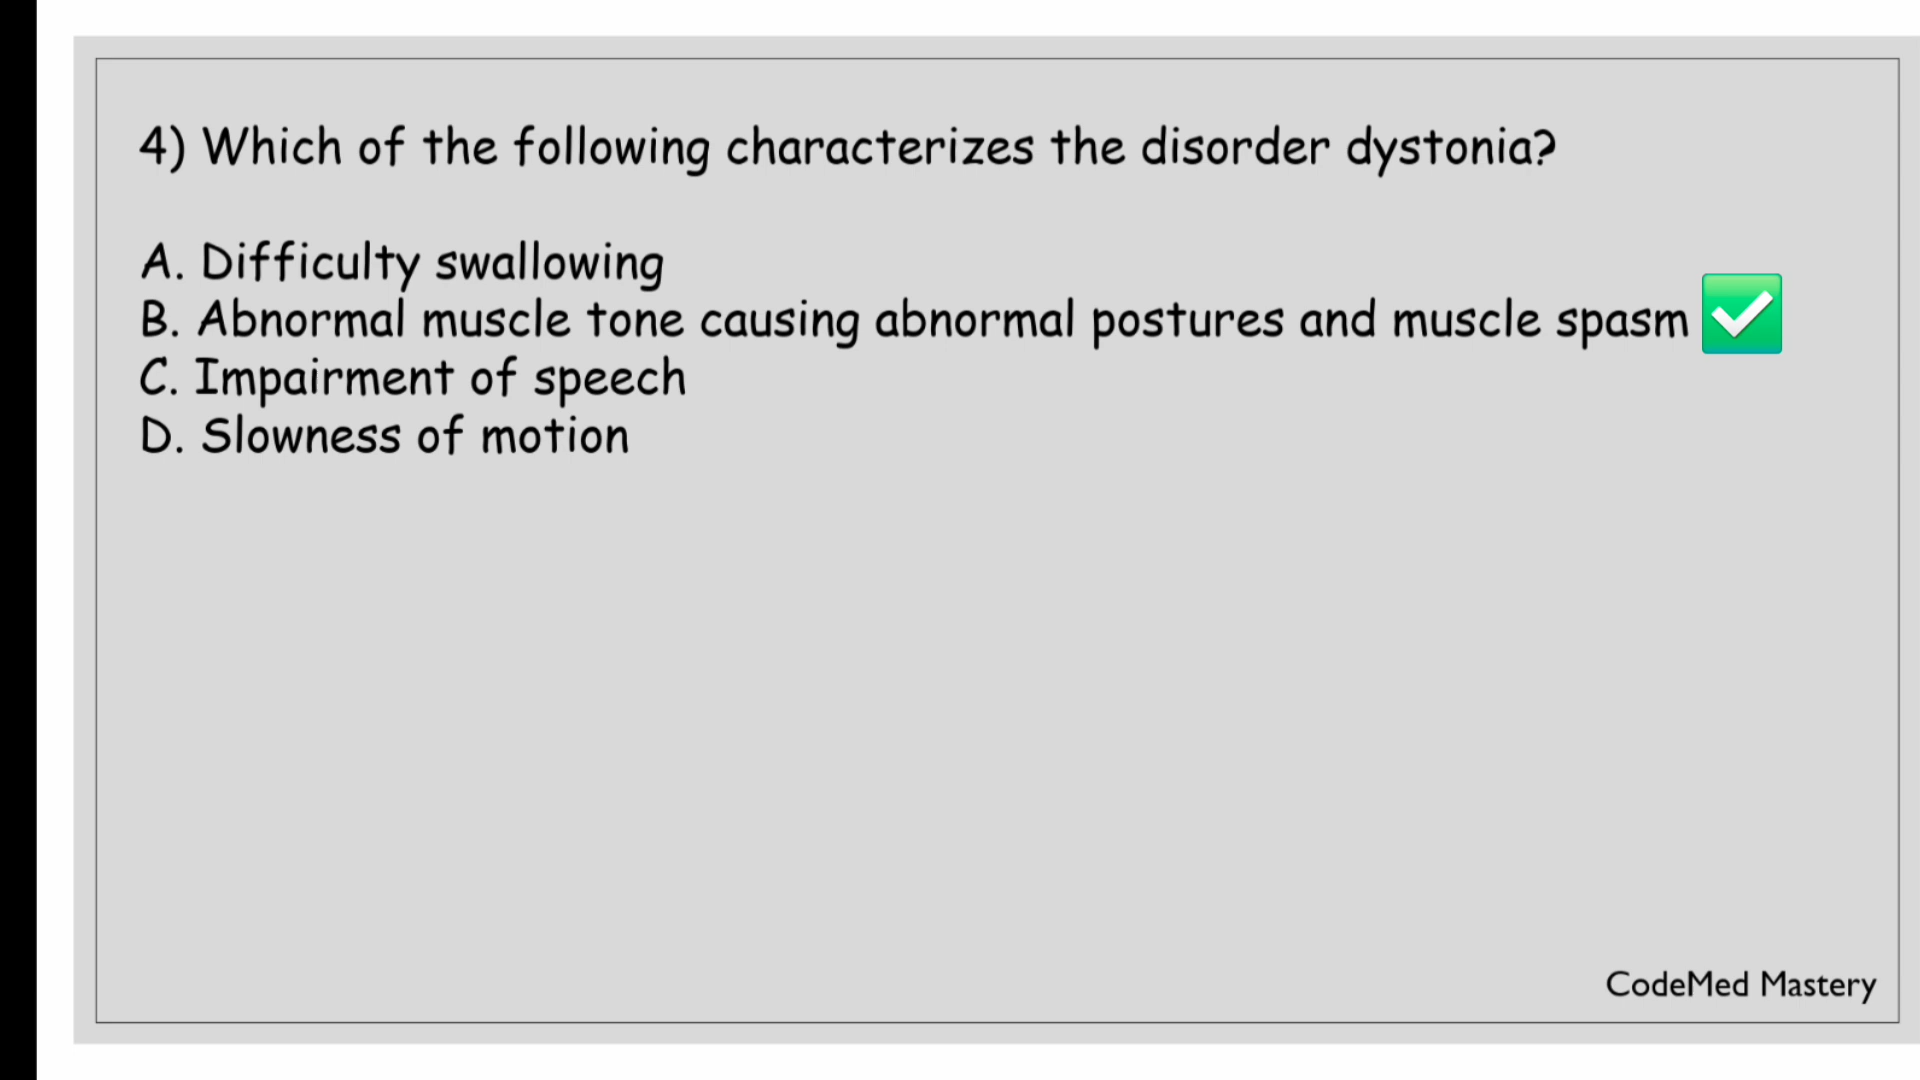 4) Which of the following characterizes the disorder dystonia?
A. Difficulty swallowing
B. Abnormal muscle tone causing abnormal postures and muscle spasm ✅
C. Impairment of speech
D. Slowness of motion
CodeMed Mastery